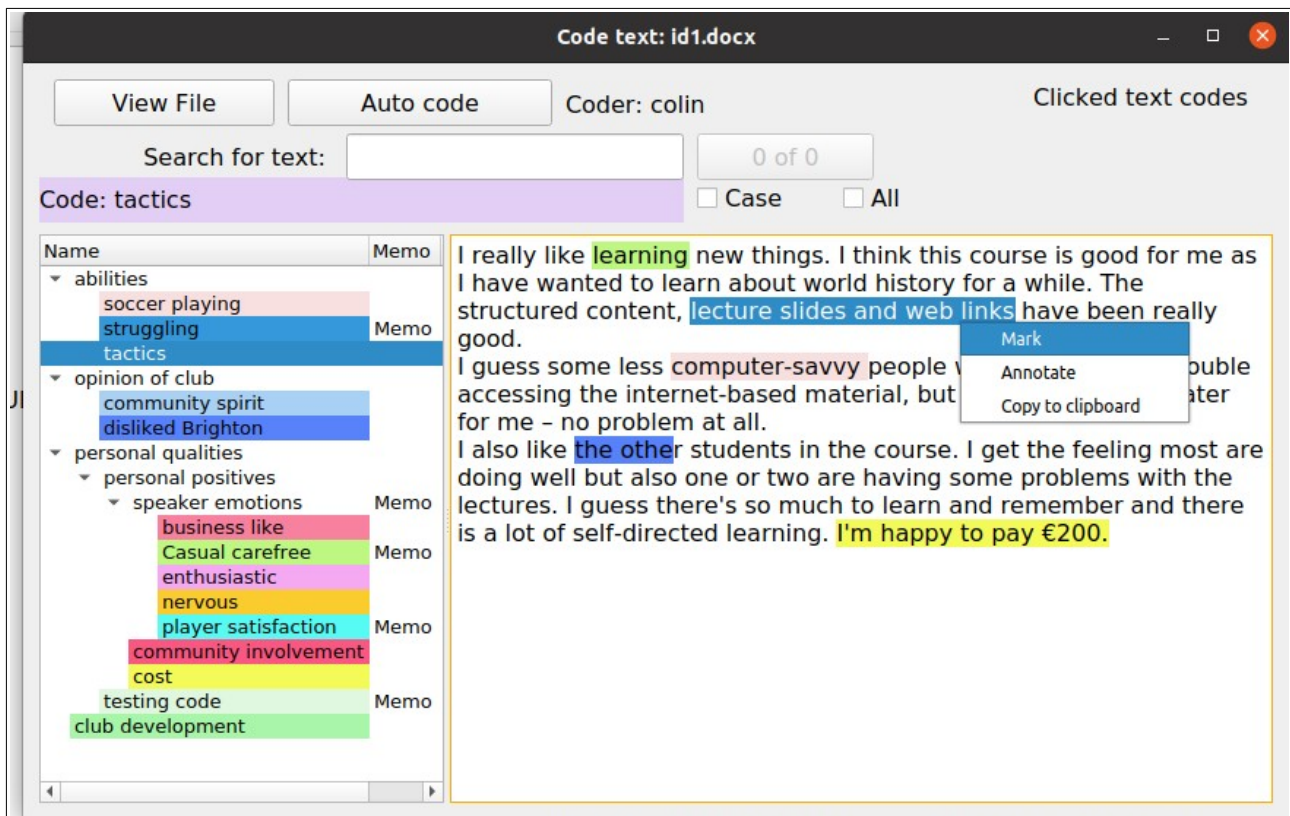 Code text: id1.docx
View File
Auto code
Coder: colin
Clicked text codes
Search for text:
0 of 0
Code: tactics
Case
All
Name
Memo
abilities
soccer playing
struggling Memo
tactics
opinion of club
community spirit
disliked Brighton
personal qualities
personal positives
speaker emotions Memo
business like
Casual carefree Memo
enthusiastic
nervous
player satisfaction Memo
community involvement
cost
testing code Memo
club development
I really like learning new things. I think this course is good for me as
I have wanted to learn about world history for a while. The
structured content, lecture slides and web links have been really
good.
I guess some less computer-savvy people
accessing the internet-based material, but
for me – no problem at all.
I also like the other students in the course. I get the feeling most are
doing well but also one or two are having some problems with the
lectures. I guess there's so much to learn and remember and there
is a lot of self-directed learning. I'm happy to pay €200.
Mark
Annotate
Copy to clipboard